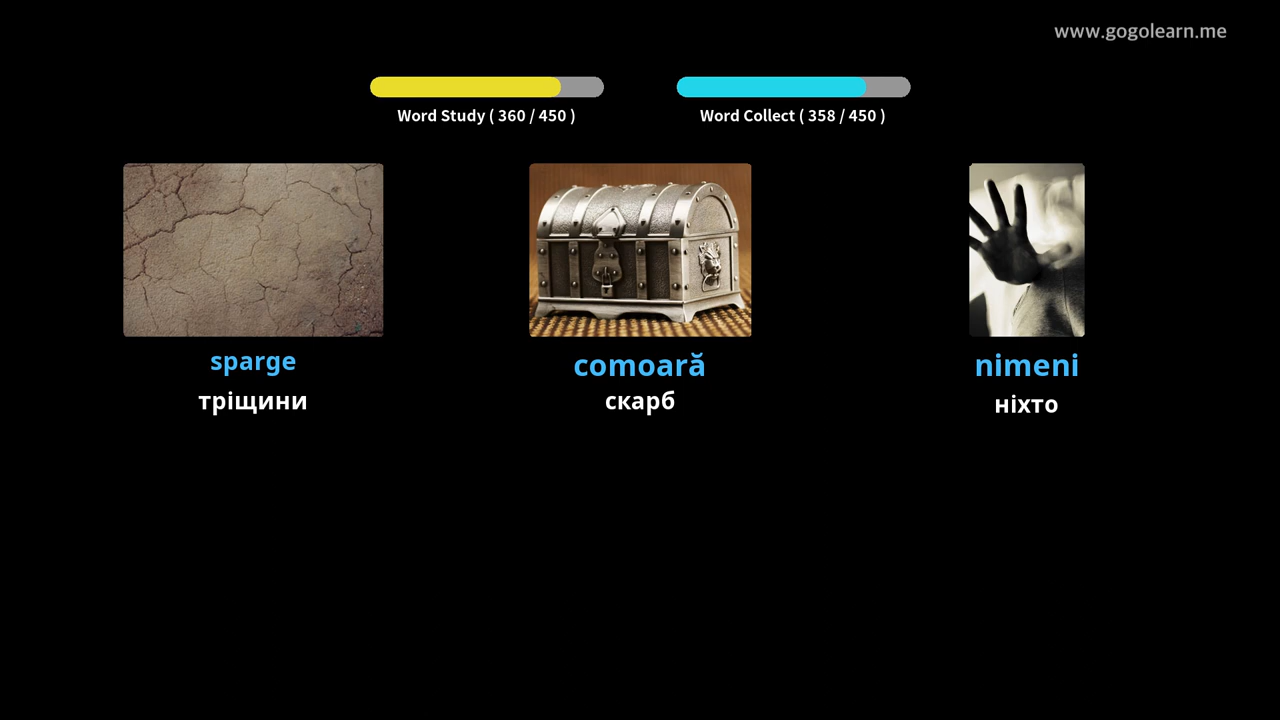 www.gogolearn.me
Word Study ( 360 / 450 )
Word Collect ( 358 / 450 )
sparge
comoară
nimeni
тріщини
скарб
ніхто